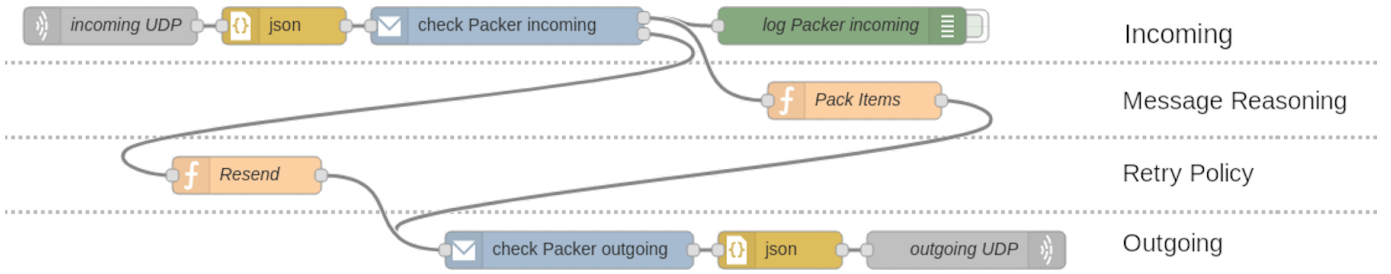 incoming UDP
json
check Packer incoming
log Packer incoming
Incoming
Pack Items
Message Reasoning
Resend
Retry Policy
check Packer outgoing
json
outgoing UDP
Outgoing